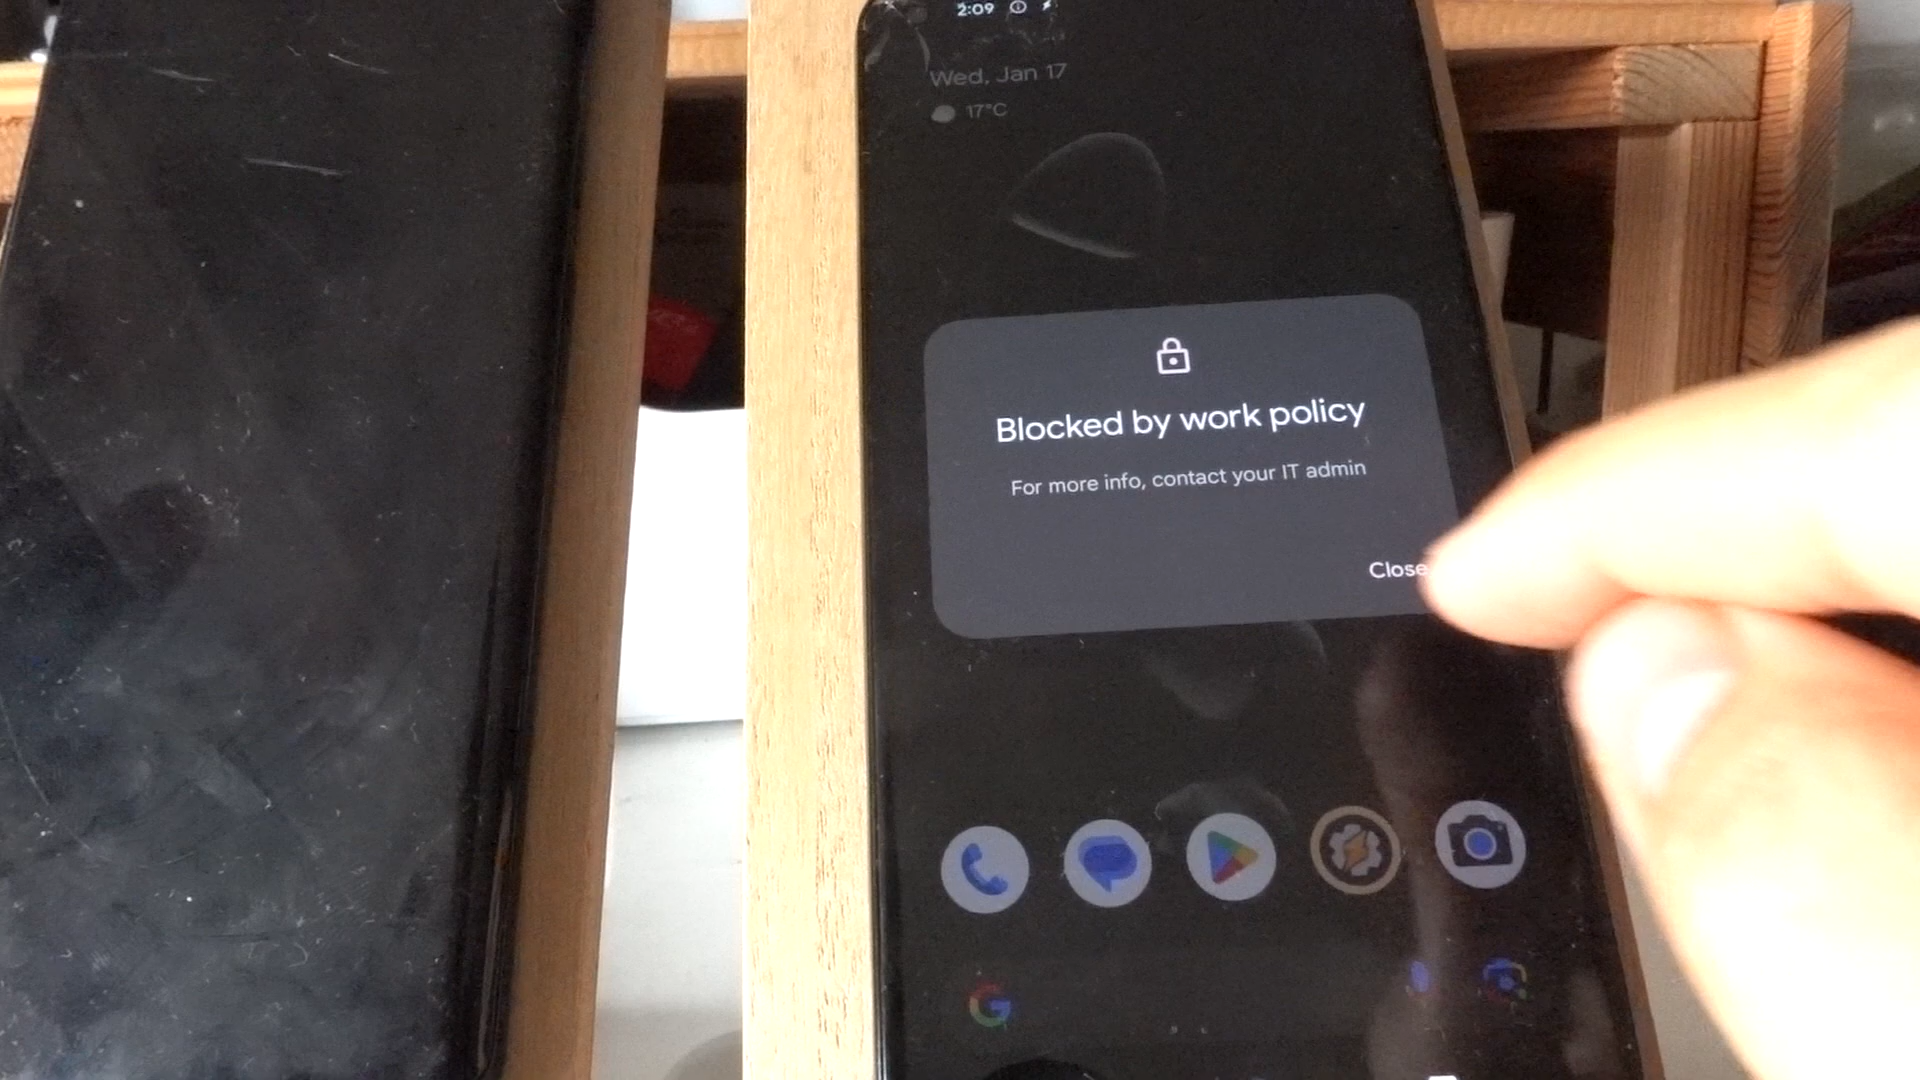 2:09
Wed, Jan 17
17°C
Blocked by work policy
For more info, contact your IT admin
Close